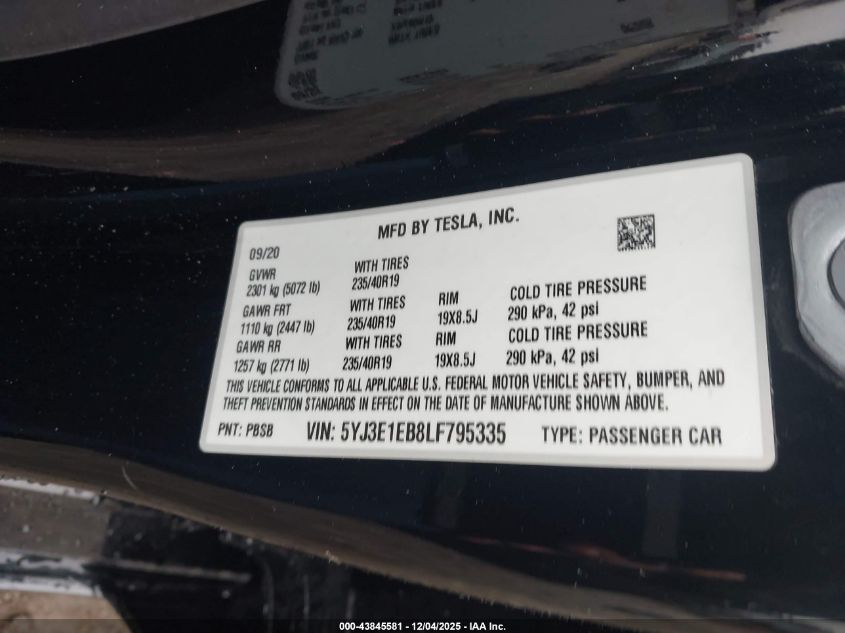 MFD BY TESLA, INC.
09/20
GVWR
2301 kg (5072 lb)
WITH TIRES
235/40R19
GAWR FRT
1110 kg (2447 lb)
WITH TIRES
235/40R19
RIM
19X8.5J
COLD TIRE PRESSURE
290 kPa, 42 psi
GAWR RR
1257 kg (2771 lb)
WITH TIRES
235/40R19
RIM
19X8.5J
COLD TIRE PRESSURE
290 kPa, 42 psi
THIS VEHICLE CONFORMS TO ALL APPLICABLE U.S. FEDERAL MOTOR VEHICLE SAFETY, BUMPER, AND
THEFT PREVENTION STANDARDS IN EFFECT ON THE DATE OF MANUFACTURE SHOWN ABOVE.
PNT: PBSB VIN: 5YJ3E1EB8LF795335 TYPE: PASSENGER CAR
000-43845581 - 12/04/2025 - IAA Inc.